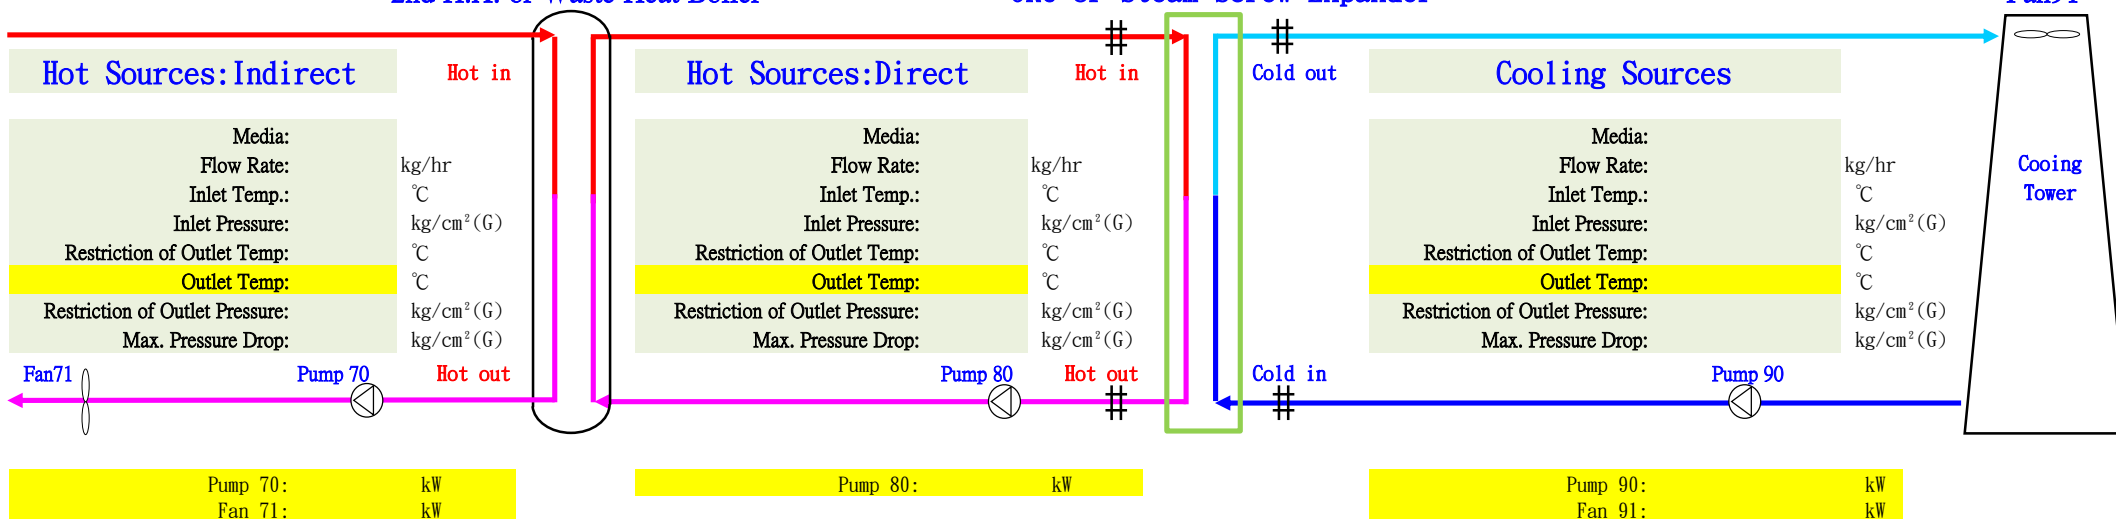 Hot Sources:Indirect
Hot in
Hot Sources:Direct
Hot in
Cold out
Cooling Sources
Media:
Flow Rate: kg/hr
Inlet Temp.: ℃
Inlet Pressure: kg/cm²(G)
Restriction of Outlet Temp: ℃
Outlet Temp: ℃
Restriction of Outlet Pressure: kg/cm²(G)
Max. Pressure Drop: kg/cm²(G)
Media:
Flow Rate: kg/hr
Inlet Temp.: ℃
Inlet Pressure: kg/cm²(G)
Restriction of Outlet Temp: ℃
Outlet Temp: ℃
Restriction of Outlet Pressure: kg/cm²(G)
Max. Pressure Drop: kg/cm²(G)
Media:
Flow Rate: kg/hr
Inlet Temp.: ℃
Inlet Pressure: kg/cm²(G)
Restriction of Outlet Temp: ℃
Outlet Temp: ℃
Restriction of Outlet Pressure: kg/cm²(G)
Max. Pressure Drop: kg/cm²(G)
Cooing
Tower
Fan71
Pump 70
Hot out
Pump 80
Hot out
Cold in
Pump 90
Pump 70: kW
Fan 71: kW
Pump 80: kW
Pump 90: kW
Fan 91: kW